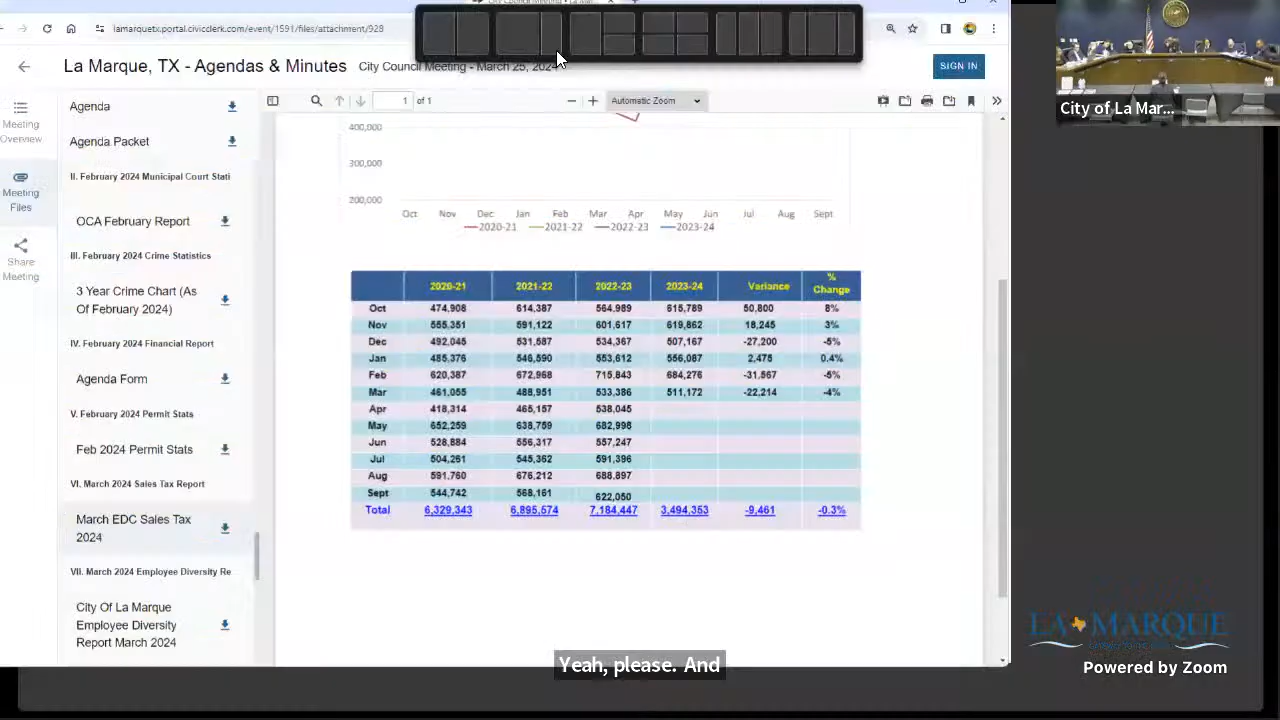 iamarquetx.portal.civicclerk.com/event/1591/files/attachment/928
La Marque, TX - Agendas & Minutes
City Council Meeting - March 25, 2024
SIGN IN
Meeting
Overview
Meeting
Files
Share
Meeting
Agenda
Agenda Packet
II. February 2024 Municipal Court Stati
OCA February Report
III. February 2024 Crime Statistics
3 Year Crime Chart (As
Of February 2024)
IV. February 2024 Financial Report
Agenda Form
V. February 2024 Permit Stats
Feb 2024 Permit Stats
VI. March 2024 Sales Tax Report
March EDC Sales Tax
2024
VII. March 2024 Employee Diversity Re
City Of La Marque
Employee Diversity
Report March 2024
1 of 1
Automatic Zoom
400,000
300,000
200,000
Oct Nov Dec Jan Feb Mar Apr May Jun Jul Aug Sept
2020-21 2021-22 2022-23 2023-24
2020-21 2021-22 2022-23 2023-24 Variance % Change
Oct 474,908 614,387 564,989 615,789 50,800 8%
Nov 555,351 591,122 601,617 619,862 18,245 3%
Dec 492,045 531,587 534,367 507,167 -27,200 -5%
Jan 485,376 546,590 553,612 556,087 2,475 0.4%
Feb 620,387 672,958 715,843 684,276 -31,567 -5%
Mar 461,055 488,951 533,386 511,172 -22,214 -4%
Apr 418,314 465,157 538,045
May 652,259 638,759 682,998
Jun 528,884 556,317 557,247
Jul 504,261 545,362 591,396
Aug 591,760 676,212 688,897
Sept 544,742 568,161 622,050
Total 6,329,343 6,895,574 7,184,447 3,494,353 -9,461 -0.3%
Yeah, please. And
City of La Mar...
LA MARQUE
Powered by Zoom